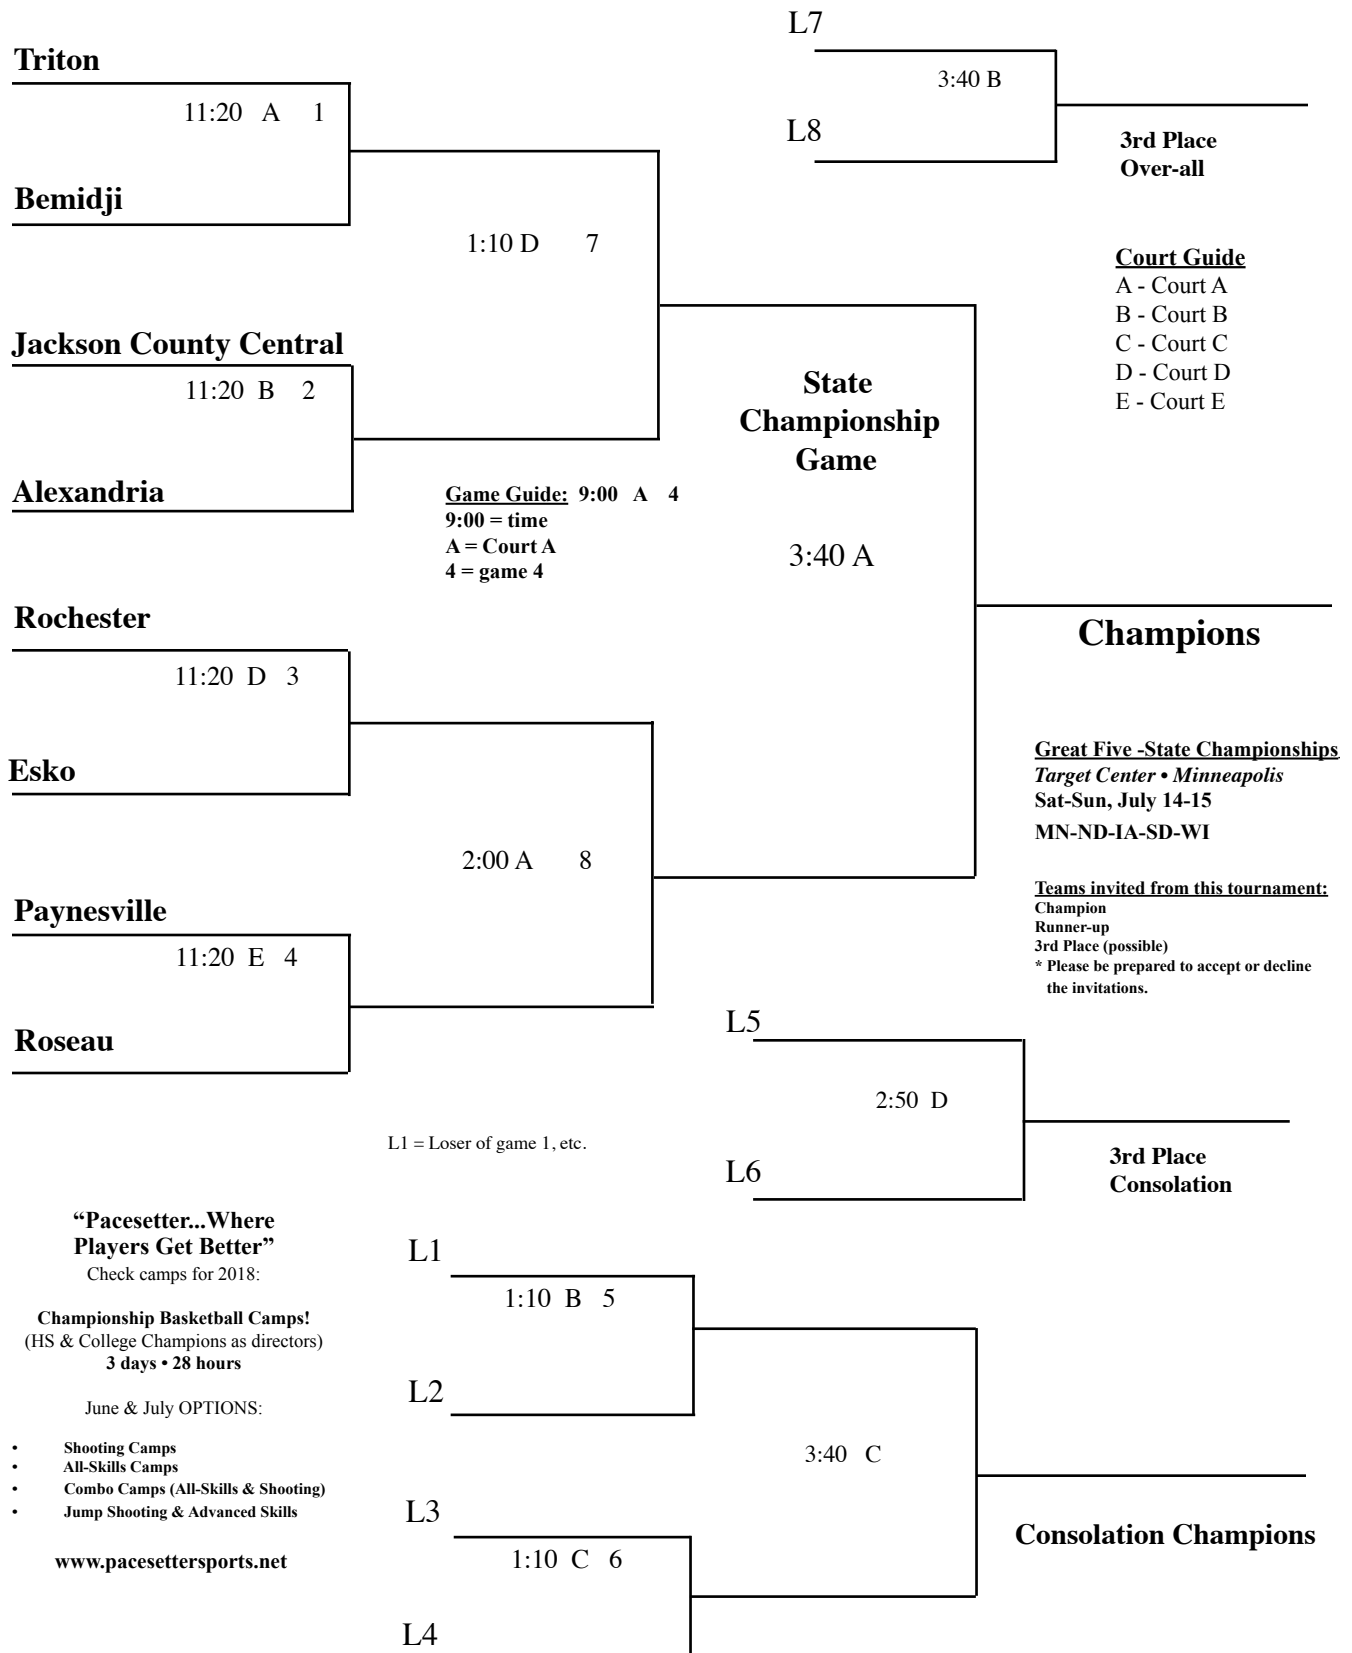 L7
Triton
3:40 B
11:20 A 1
L8
3rd Place
Over-all
Bemidji
1:10 D 7
Court Guide
A - Court A
B - Court B
C - Court C
D - Court D
E - Court E
Jackson County Central
11:20 B 2
State
Championship
Game
Alexandria
Game Guide: 9:00 A 4
9:00 = time
A = Court A
4 = game 4
3:40 A
Rochester
Champions
11:20 D 3
Esko
Great Five -State Championships
Target Center • Minneapolis
Sat-Sun, July 14-15
MN-ND-IA-SD-WI
2:00 A 8
Teams invited from this tournament:
Champion
Runner-up
3rd Place (possible)
* Please be prepared to accept or decline
the invitations.
Paynesville
11:20 E 4
Roseau
L5
2:50 D
L1 = Loser of game 1, etc.
L6
3rd Place
Consolation
“Pacesetter...Where
Players Get Better”
Check camps for 2018:
Championship Basketball Camps!
(HS & College Champions as directors)
3 days • 28 hours
June & July OPTIONS:
• Shooting Camps
• All-Skills Camps
• Combo Camps (All-Skills & Shooting)
• Jump Shooting & Advanced Skills
www.pacesettersports.net
L1
1:10 B 5
L2
3:40 C
L3
Consolation Champions
1:10 C 6
L4